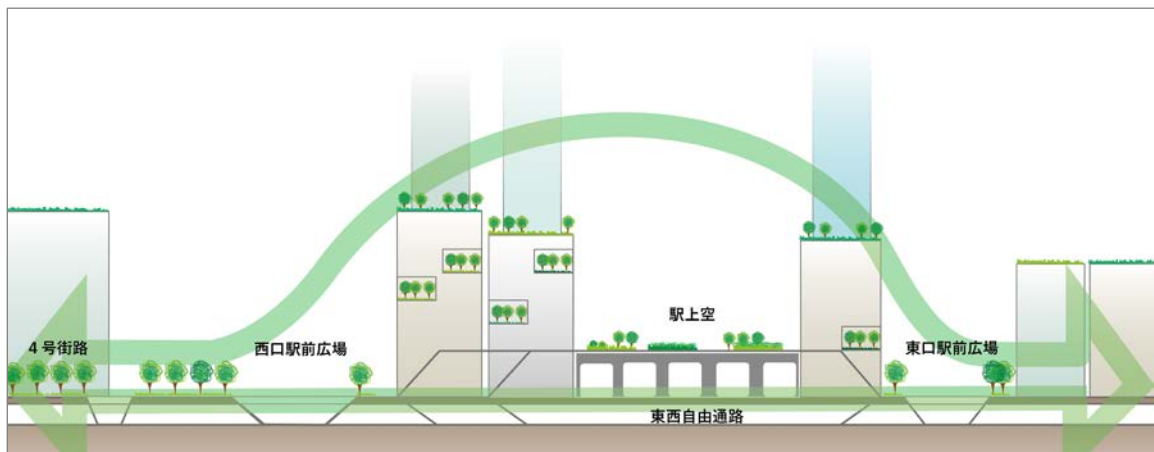 駅上空
４号街路
西口駅前広場
東口駅前広場
東西自由通路